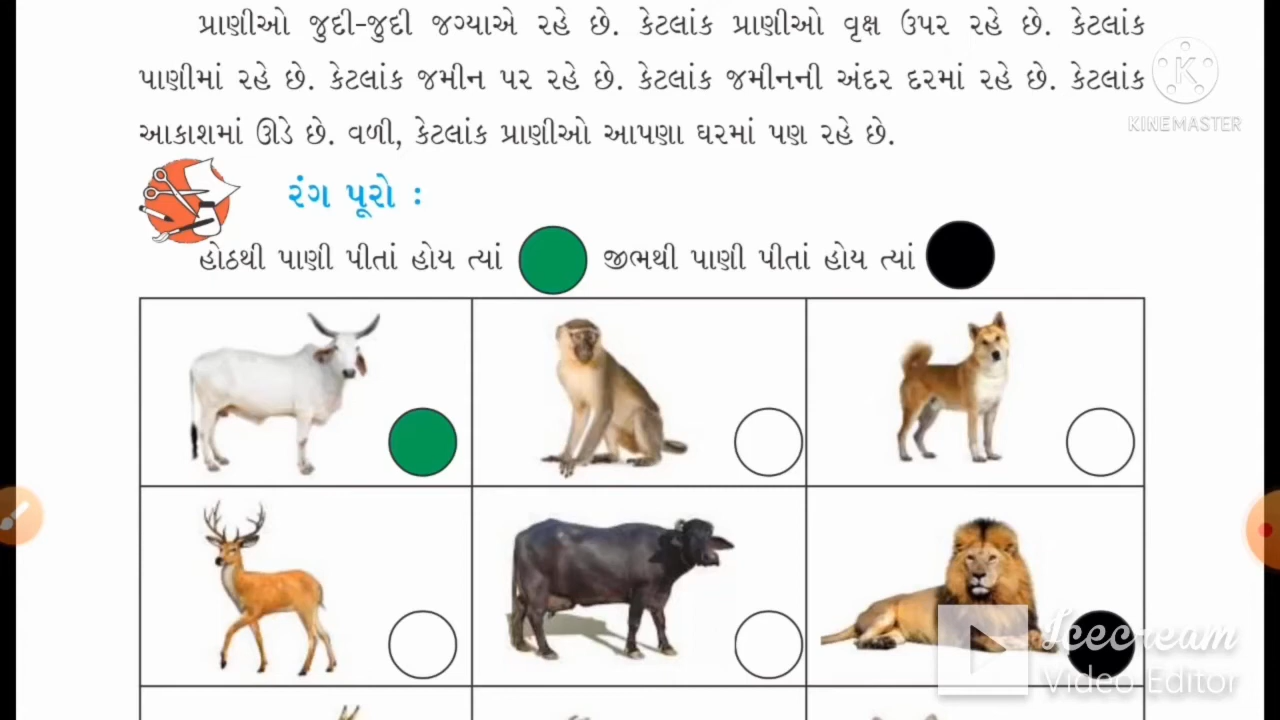 પ્રાણીઓ જુદી-જુદી જગ્યાએ રહે છે. કેટલાંક પ્રાણીઓ વૃક્ષ ઉપર રહે છે. કેટલાંક
પાણીમાં રહે છે. કેટલાંક જમીન પર રહે છે. કેટલાંક જમીનની અંદર દરમાં રહે છે. કેટલાંક
આકાશમાં ઊડે છે. વળી, કેટલાંક પ્રાણીઓ આપણા ઘરમાં પણ રહે છે.
K
KINEMASTER
રંગ પૂરો :
હોઠથી પાણી પીતાં હોય ત્યાં જીભથી પાણી પીતાં હોય ત્યાં
Icecream
Video Editor